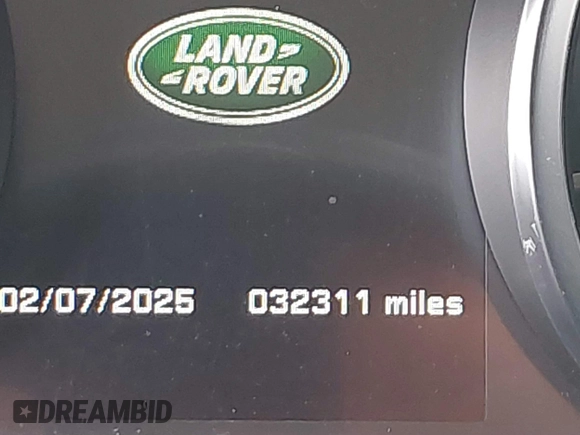 LAND
ROVER
02/07/2025 032311 miles
DREAMBID